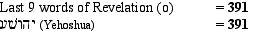 Last 9 words of Revelation (o) = 391
יהושע (Yehoshua) = 391